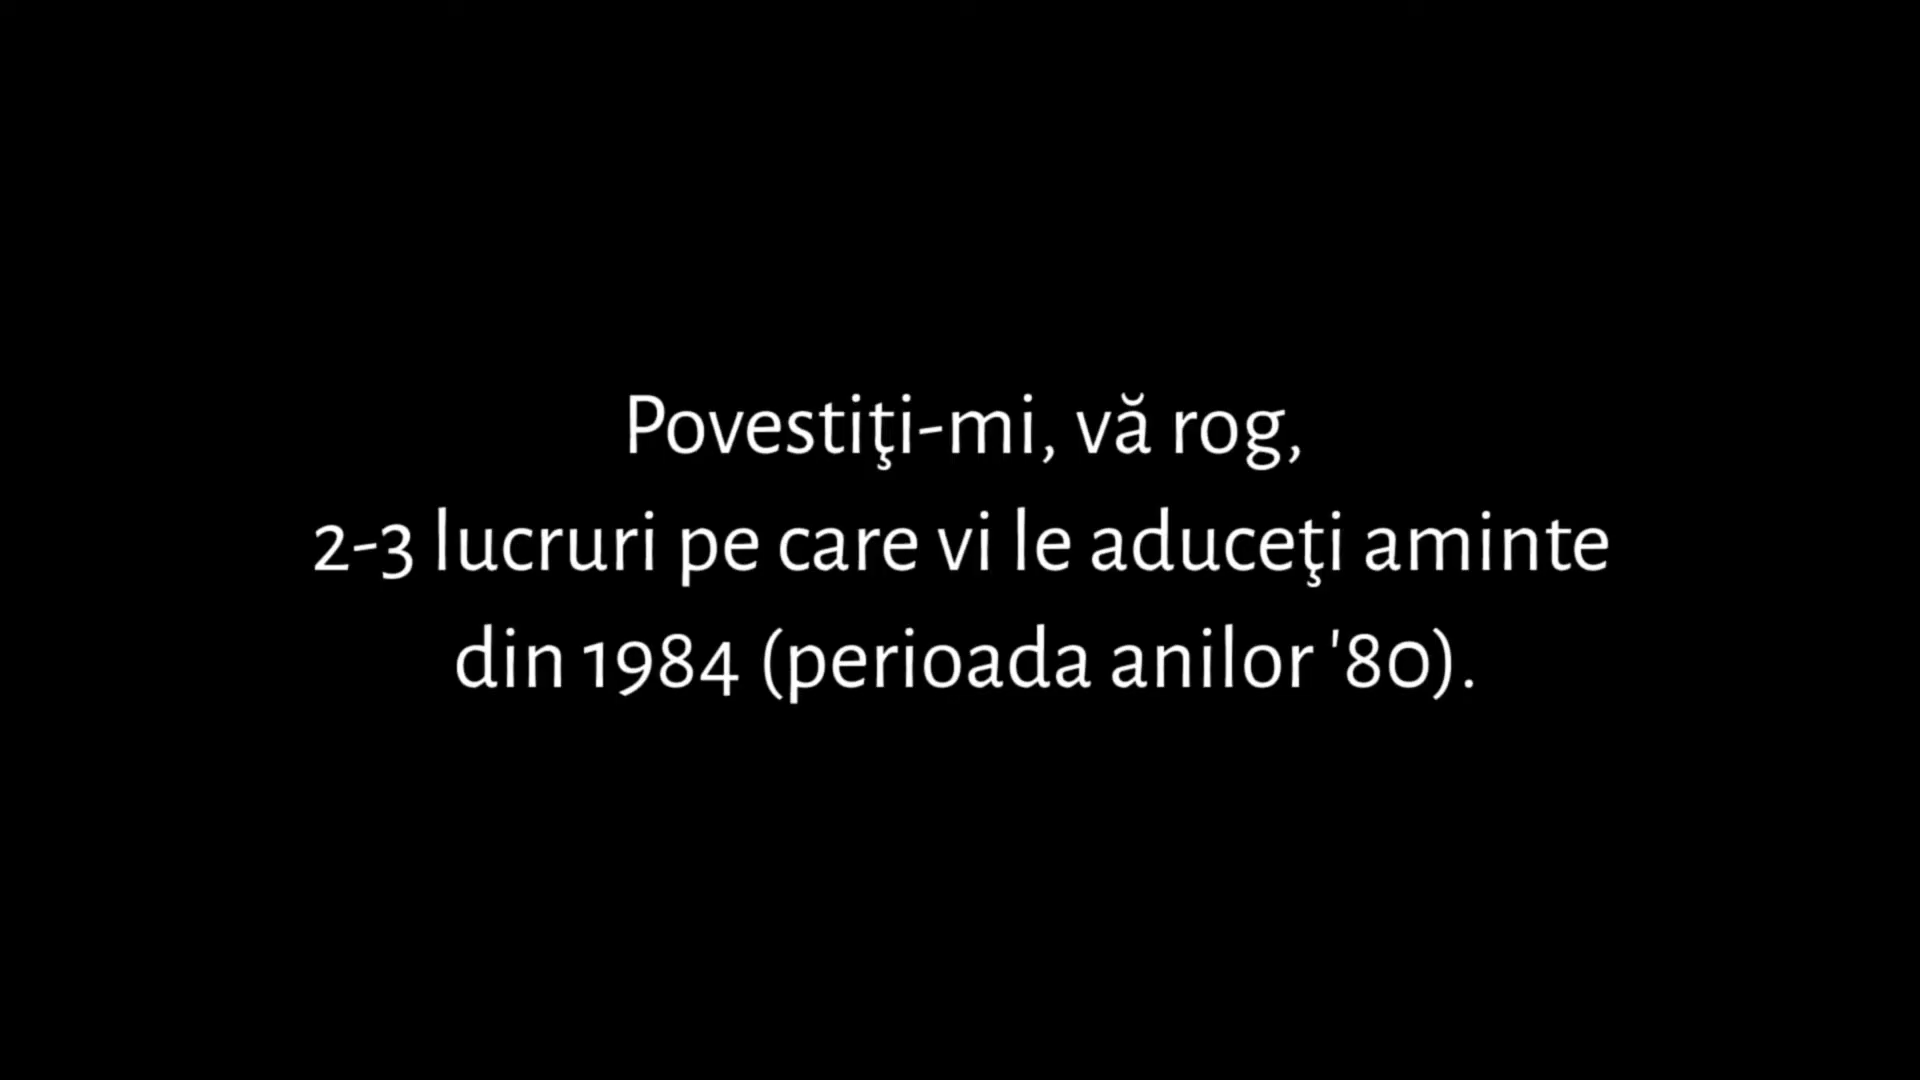 Povestiţi-mi, vă rog,
2-3 lucruri pe care vi le aduceţi aminte
din 1984 (perioada anilor '80).